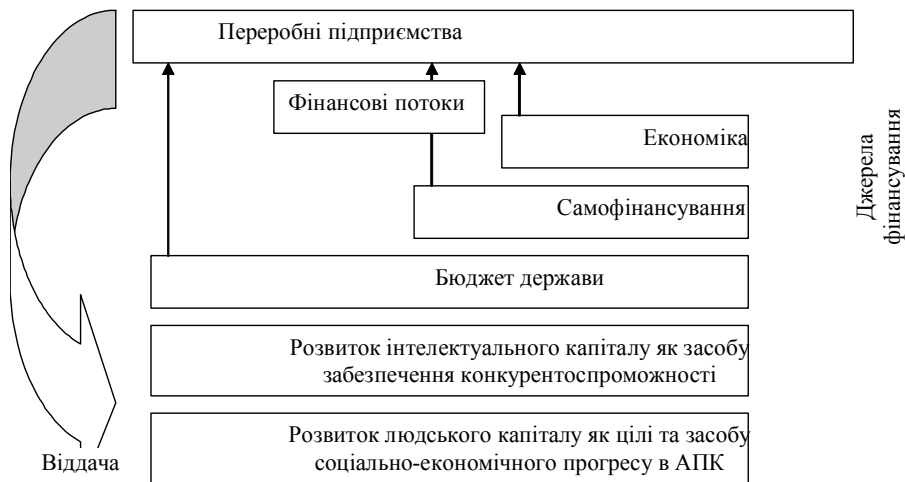 Переробні підприємства
Фінансові потоки
Економіка
Самофінансування
Бюджет держави
Розвиток інтелектуального капіталу як засобу
забезпечення конкурентоспроможності
Розвиток людського капіталу як цілі та засобу
соціально-економічного прогресу в АПК
Віддача
Джерела
фінансування